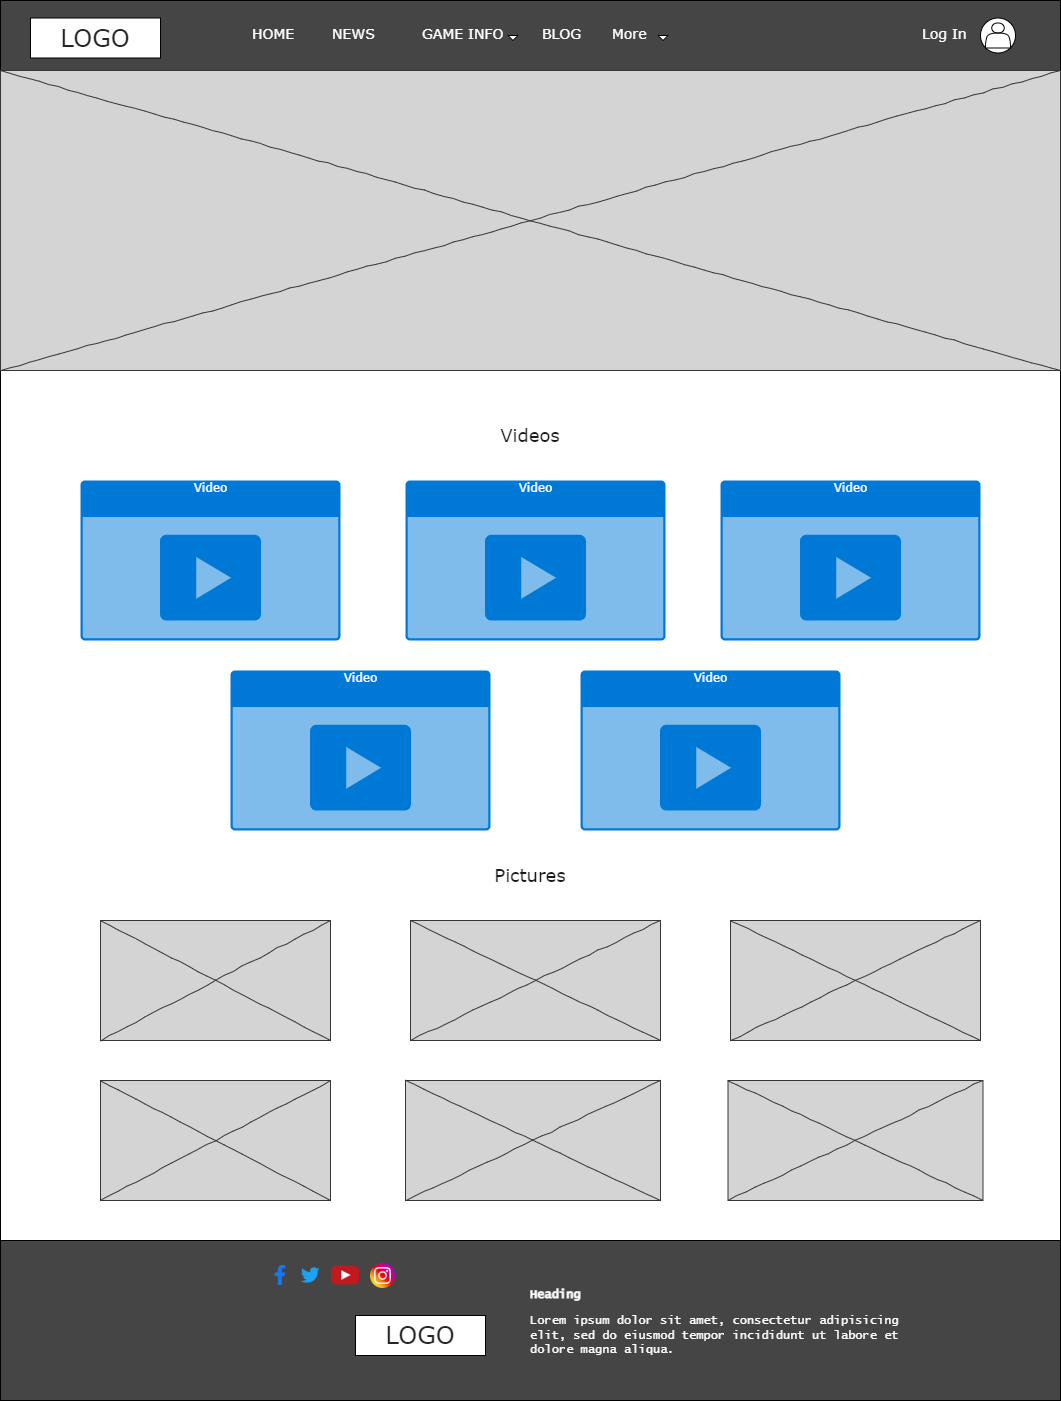 LOGO
HOME
NEWS
GAME INFO
BLOG
More
Log In
Videos
Video
Video
Video
Video
Video
Pictures
LOGO
Heading
Lorem ipsum dolor sit amet, consectetur adipisicing
elit, sed do eiusmod tempor incididunt ut labore et
dolore magna aliqua.